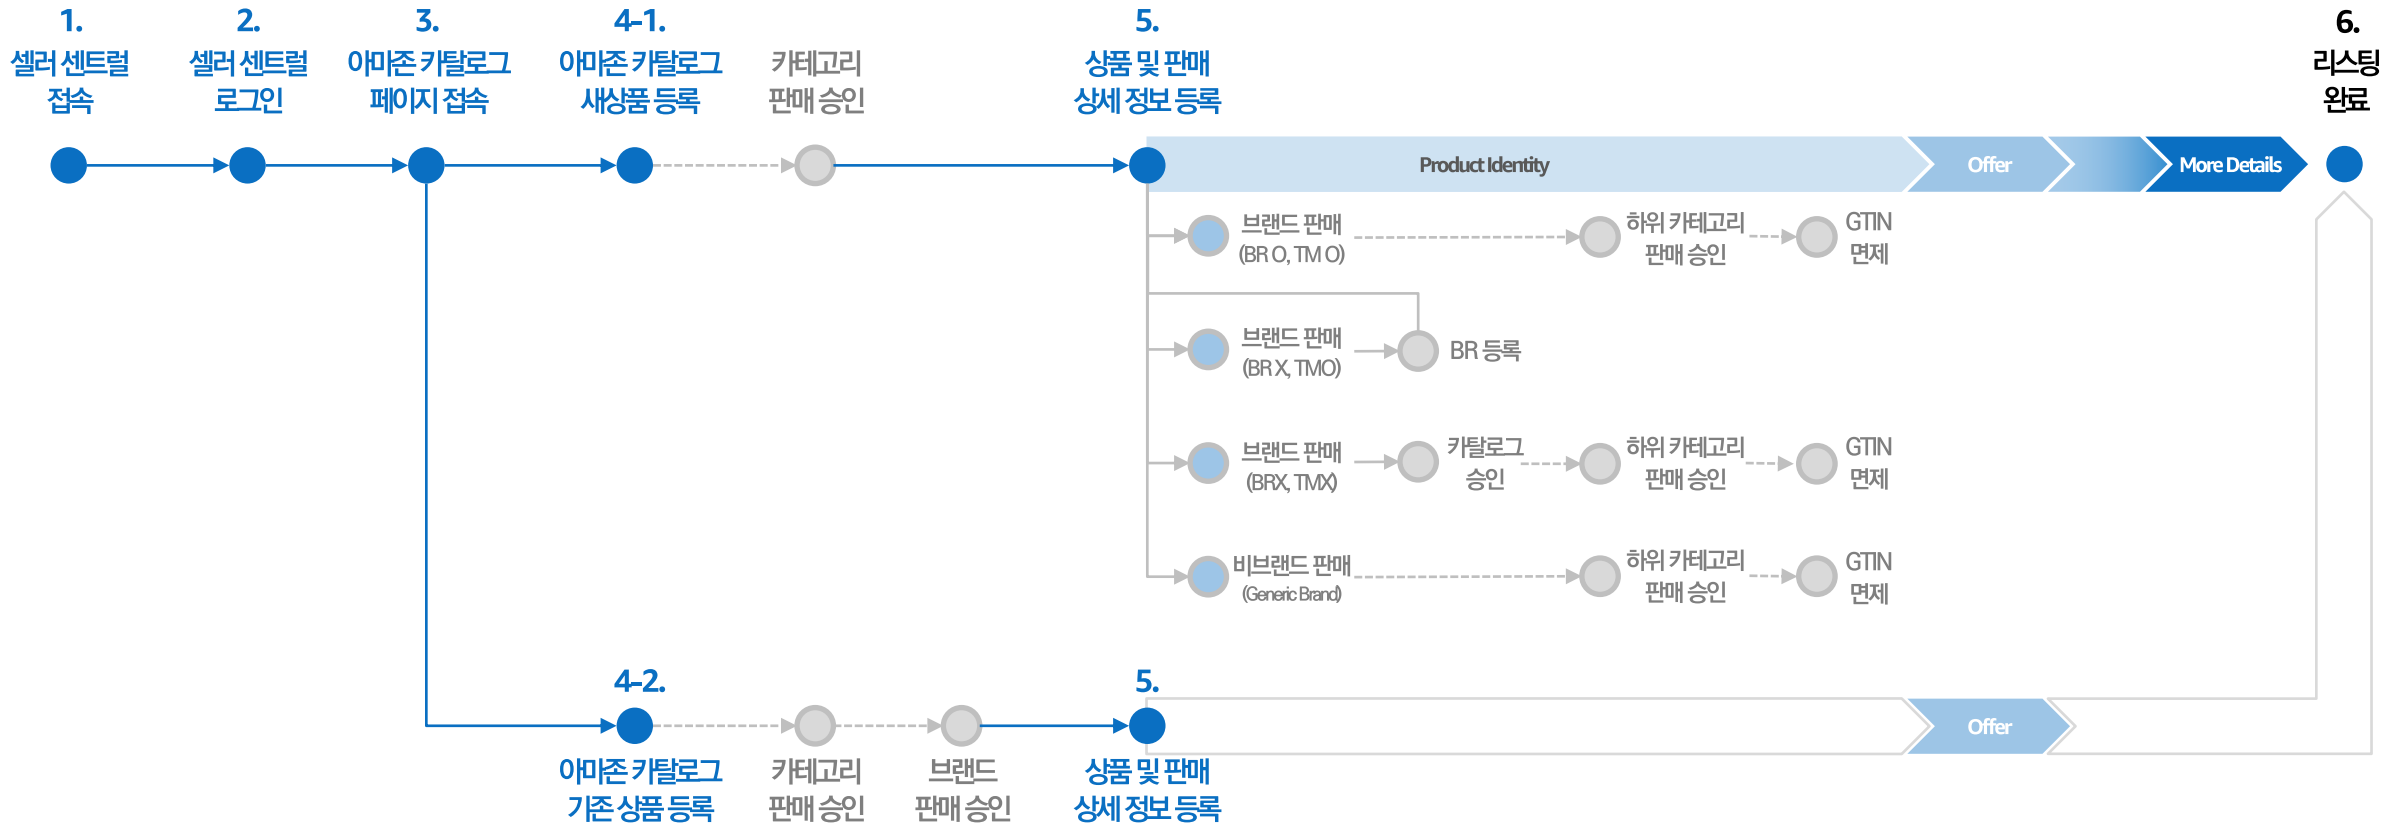 1.
셀러 센트럴
접속
2.
셀러 센트럴
로그인
3.
아마존 카탈로그
페이지 접속
4-1.
아마존 카탈로그
새상품 등록
카테고리
판매 승인
5.
상품 및 판매
상세 정보 등록
6.
리스팅
완료
Product Identity
Offer
More Details
브랜드 판매
(BR O, TM O)
하위 카테고리
판매 승인
GTIN
면제
브랜드 판매
(BR X, TMO)
BR 등록
브랜드 판매
(BRX, TMX)
카탈로그
승인
하위 카테고리
판매 승인
GTIN
면제
비브랜드 판매
(Generic Brand)
하위 카테고리
판매 승인
GTIN
면제
4-2.
아마존 카탈로그
기존 상품 등록
카테고리
판매 승인
브랜드
판매 승인
5.
상품 및 판매
상세 정보 등록
Offer